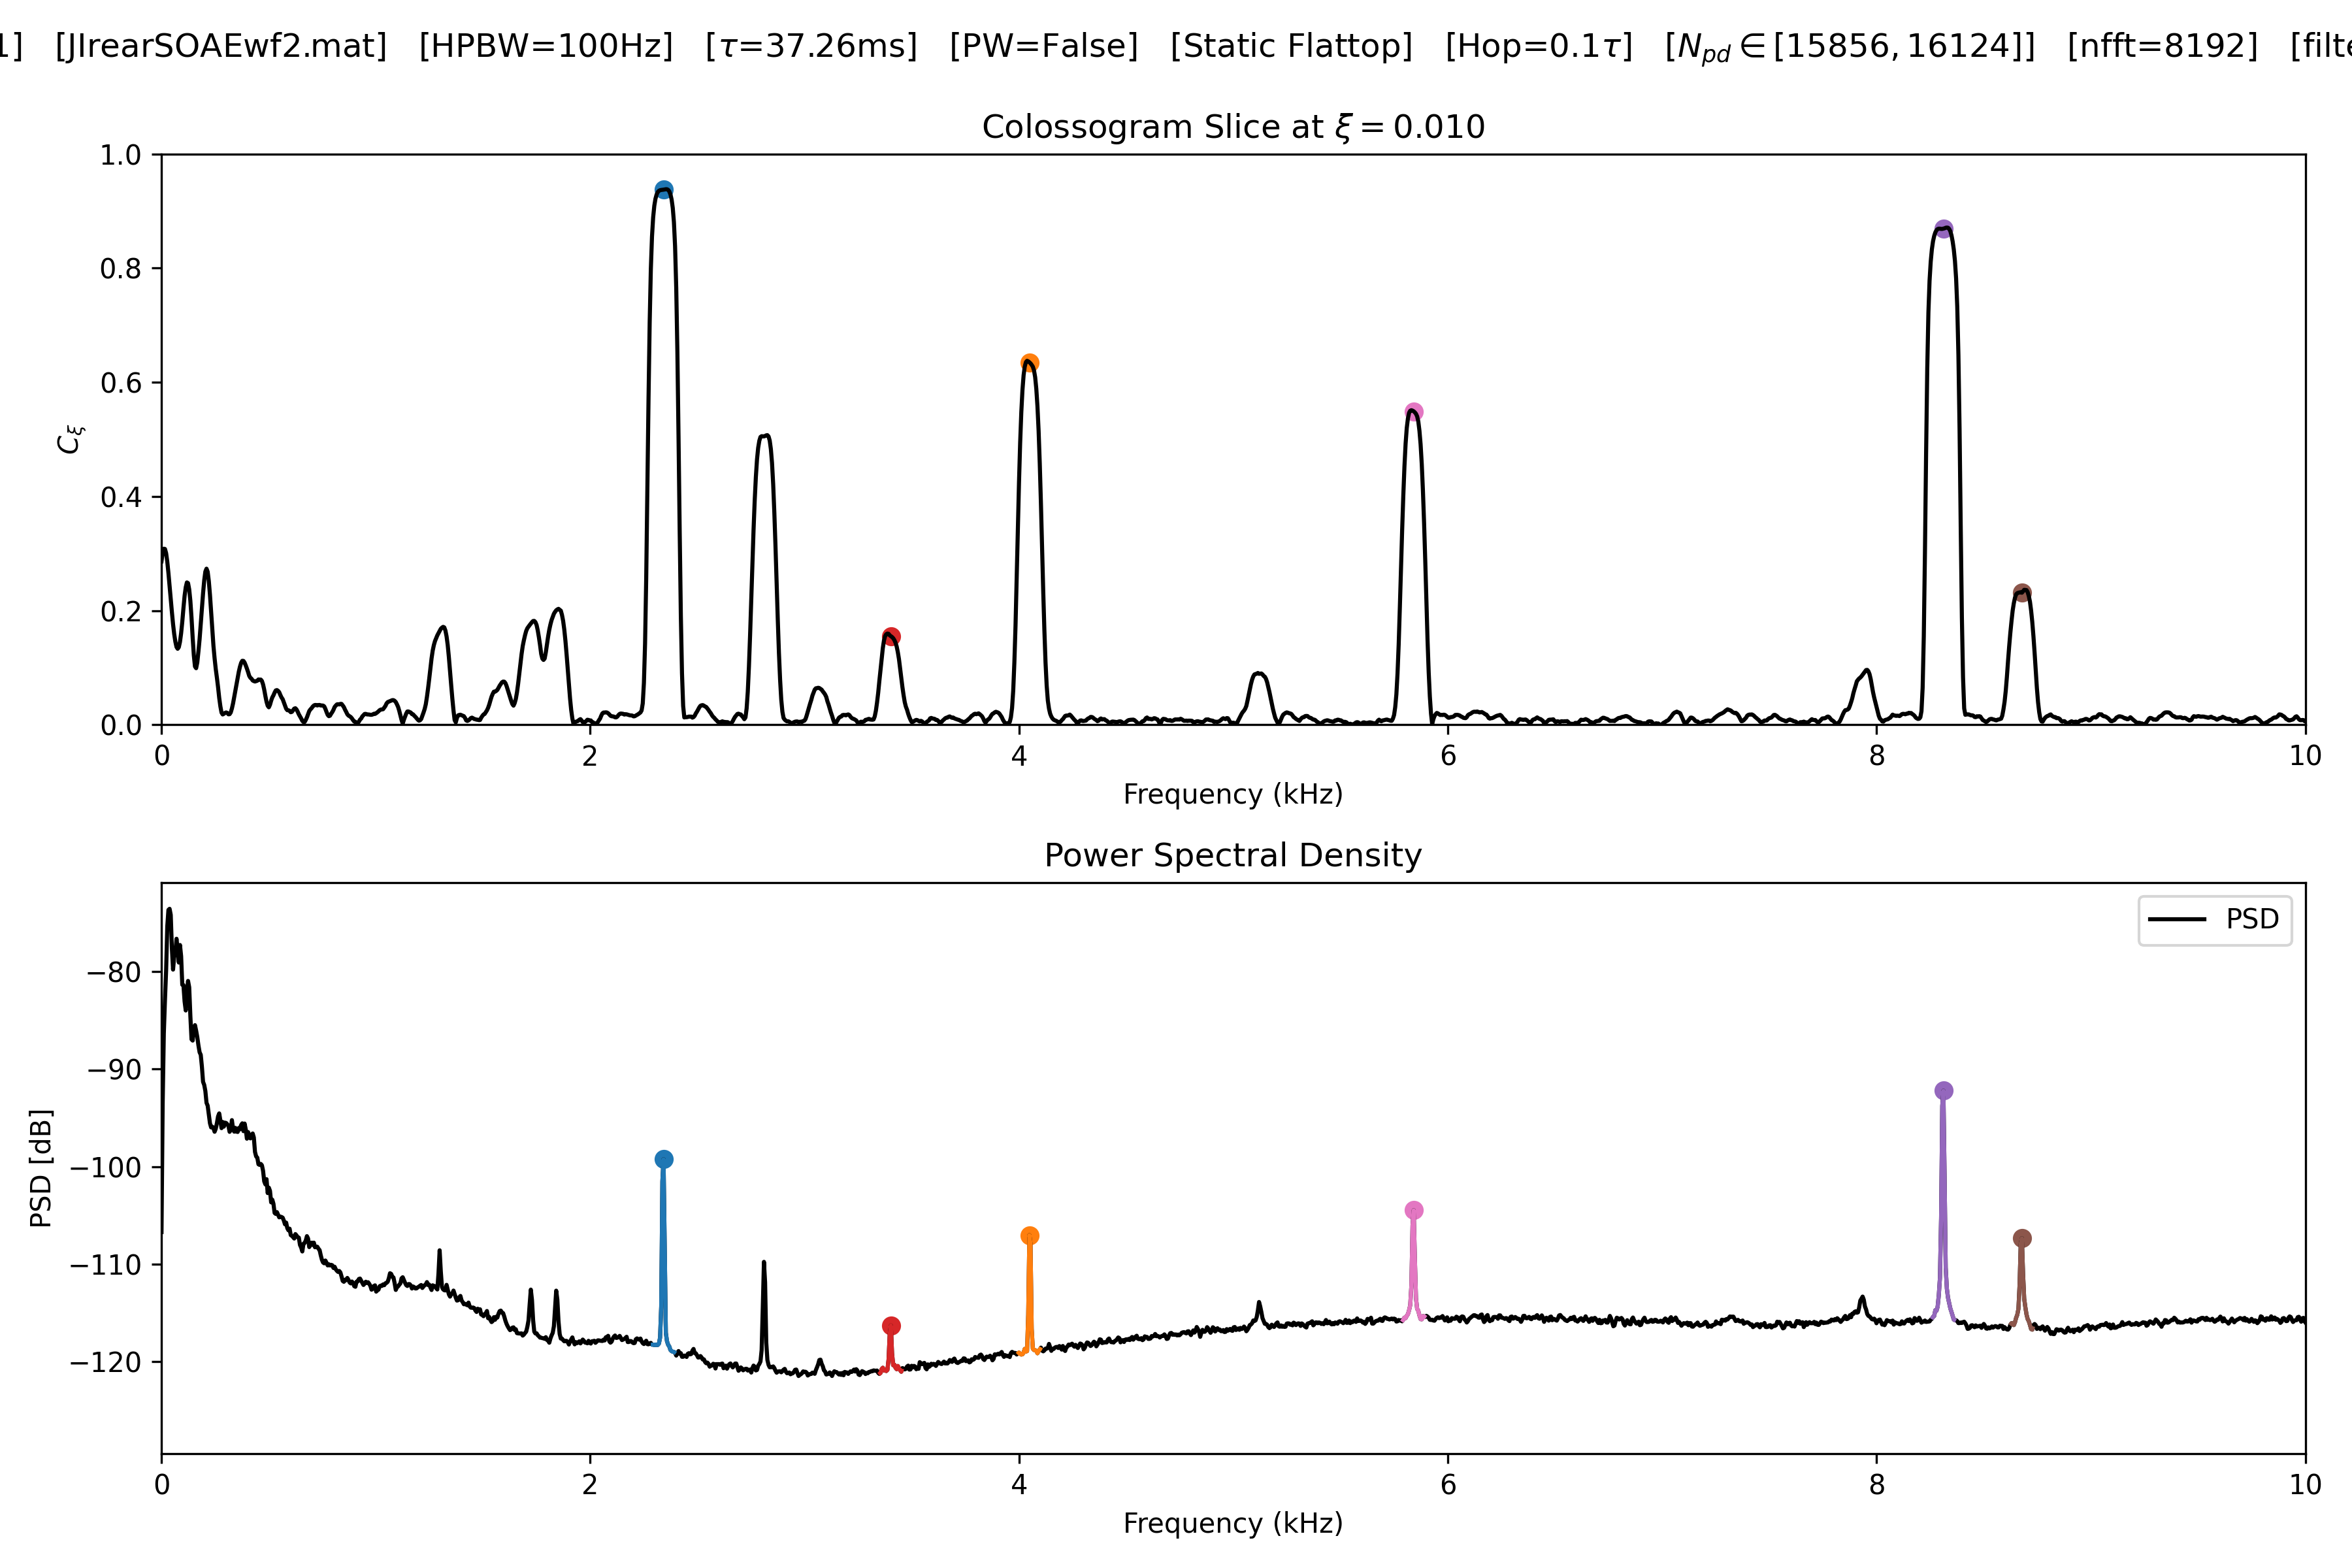 1] [JIrearSOAEwf2.mat] [HPBW=100Hz] [τ=37.26ms] [PW=False] [Static Flattop] [Hop=0.1τ] [N_pd ∈ [15856, 16124]] [nfft=8192] [filte
Colossogram Slice at ξ = 0.010
1.0
0.8
0.6
0.4
0.2
0.0
C_ξ
0 2 4 6 8 10
Frequency (kHz)
Power Spectral Density
PSD
−80
−90
−100
−110
−120
PSD [dB]
0 2 4 6 8 10
Frequency (kHz)